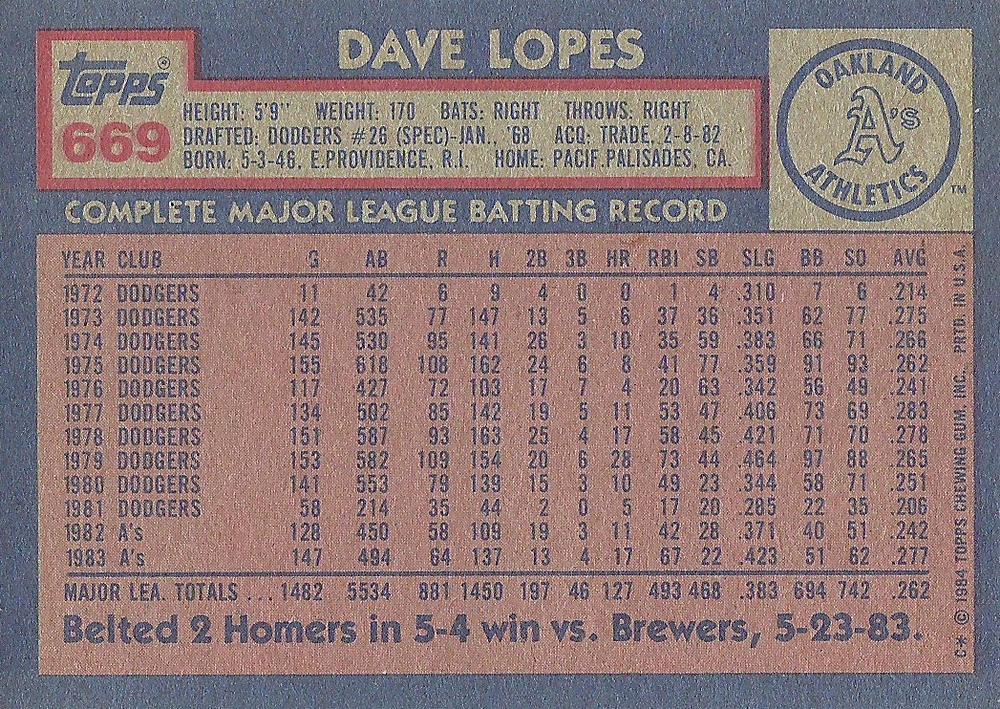 DAVE LOPES
Topps®
669
HEIGHT: 5'9" WEIGHT: 170 BATS: RIGHT THROWS: RIGHT
DRAFTED: DODGERS #26 (SPEC)-JAN., '68 ACQ: TRADE, 2-8-82
BORN: 5-3-46, E.PROVIDENCE, R.I. HOME: PACIF.PALISADES, CA.
OAKLAND
A's
ATHLETICS
TM
COMPLETE MAJOR LEAGUE BATTING RECORD
YEAR CLUB G AB R H 2B 3B HR RBI SB SLG BB SO AVG
1972 DODGERS 11 42 6 9 4 0 0 1 4 .310 7 6 .214
1973 DODGERS 142 535 77 147 13 5 6 37 36 .351 62 77 .275
1974 DODGERS 145 530 95 141 26 3 10 35 59 .383 66 71 .266
1975 DODGERS 155 618 108 162 24 6 8 41 77 .359 91 93 .262
1976 DODGERS 117 427 72 103 17 7 4 20 63 .342 56 49 .241
1977 DODGERS 134 502 85 142 19 5 11 53 47 .406 73 69 .283
1978 DODGERS 151 587 93 163 25 4 17 58 45 .421 71 70 .278
1979 DODGERS 153 582 109 154 20 6 28 73 44 .464 97 88 .265
1980 DODGERS 141 553 79 139 15 3 10 49 23 .344 58 71 .251
1981 DODGERS 58 214 35 44 2 0 5 17 20 .285 22 35 .206
1982 A's 128 450 58 109 19 3 11 42 28 .371 40 51 .242
1983 A's 147 494 64 137 13 4 17 67 22 .423 51 62 .277
MAJOR LEA. TOTALS ... 1482 5534 881 1450 197 46 127 493 468 .383 694 742 .262
Belted 2 Homers in 5-4 win vs. Brewers, 5-23-83.
C* © 1984 TOPPS CHEWING GUM, INC. PRTD. IN U.S.A.